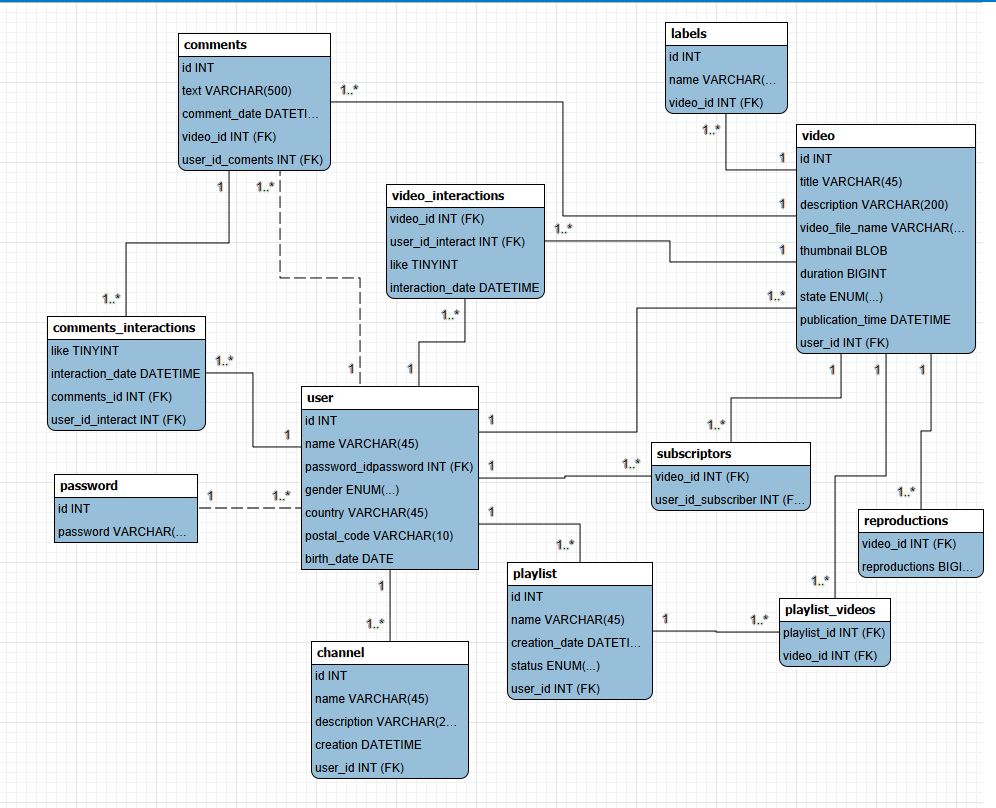 comments
id INT
text VARCHAR(500)
comment_date DATETI...
video_id INT (FK)
user_id_coments INT (FK)
labels
id INT
name VARCHAR(...
video_id INT (FK)
video
id INT
title VARCHAR(45)
description VARCHAR(200)
video_file_name VARCHAR(...
thumbnail BLOB
duration BIGINT
state ENUM(...)
publication_time DATETIME
user_id INT (FK)
video_interactions
video_id INT (FK)
user_id_interact INT (FK)
like TINYINT
interaction_date DATETIME
comments_interactions
like TINYINT
interaction_date DATETIME
comments_id INT (FK)
user_id_interact INT (FK)
user
id INT
name VARCHAR(45)
password_idpassword INT (FK)
gender ENUM(...)
country VARCHAR(45)
postal_code VARCHAR(10)
birth_date DATE
password
id INT
password VARCHAR(...
subscriptors
video_id INT (FK)
user_id_subscriber INT (F...
reproductions
video_id INT (FK)
reproductions BIGI...
playlist
id INT
name VARCHAR(45)
creation_date DATETI...
status ENUM(...)
user_id INT (FK)
playlist_videos
playlist_id INT (FK)
video_id INT (FK)
channel
id INT
name VARCHAR(45)
description VARCHAR(2...
creation DATETIME
user_id INT (FK)
1..*
1..*
1
1
1..*
1
1..*
1
1..*
1..*
1..*
1
1
1..*
1
1
1
1
1
1..*
1
1..*
1
1..*
1
1..*
1..*
1
1..*
1..*
1
1..*
1
1..*